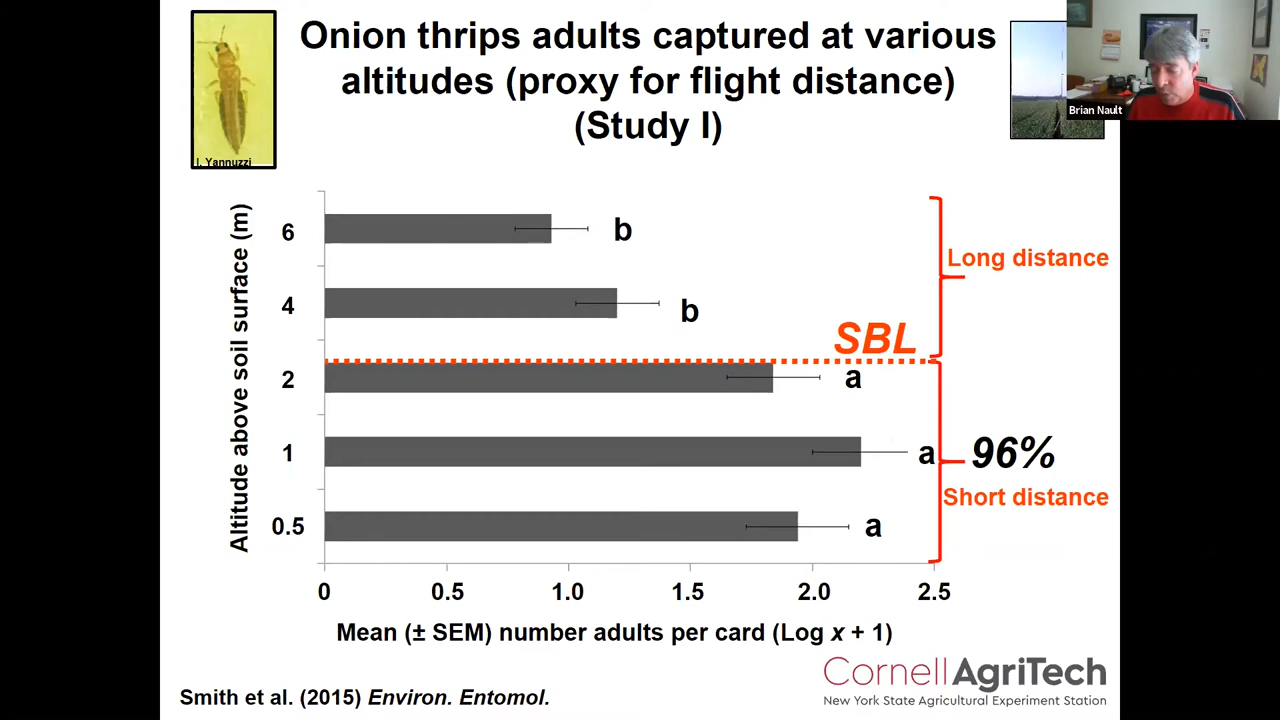 Onion thrips adults captured at various
altitudes (proxy for flight distance)
(Study I)
I. Yannuzzi
Brian Nault
Altitude above soil surface (m)
6
b
Long distance
4
b
SBL
2
a
1
a
96%
Short distance
0.5
a
0 0.5 1.0 1.5 2.0 2.5
Mean (± SEM) number adults per card (Log x + 1)
Cornell AgriTech
New York State Agricultural Experiment Station
Smith et al. (2015) Environ. Entomol.